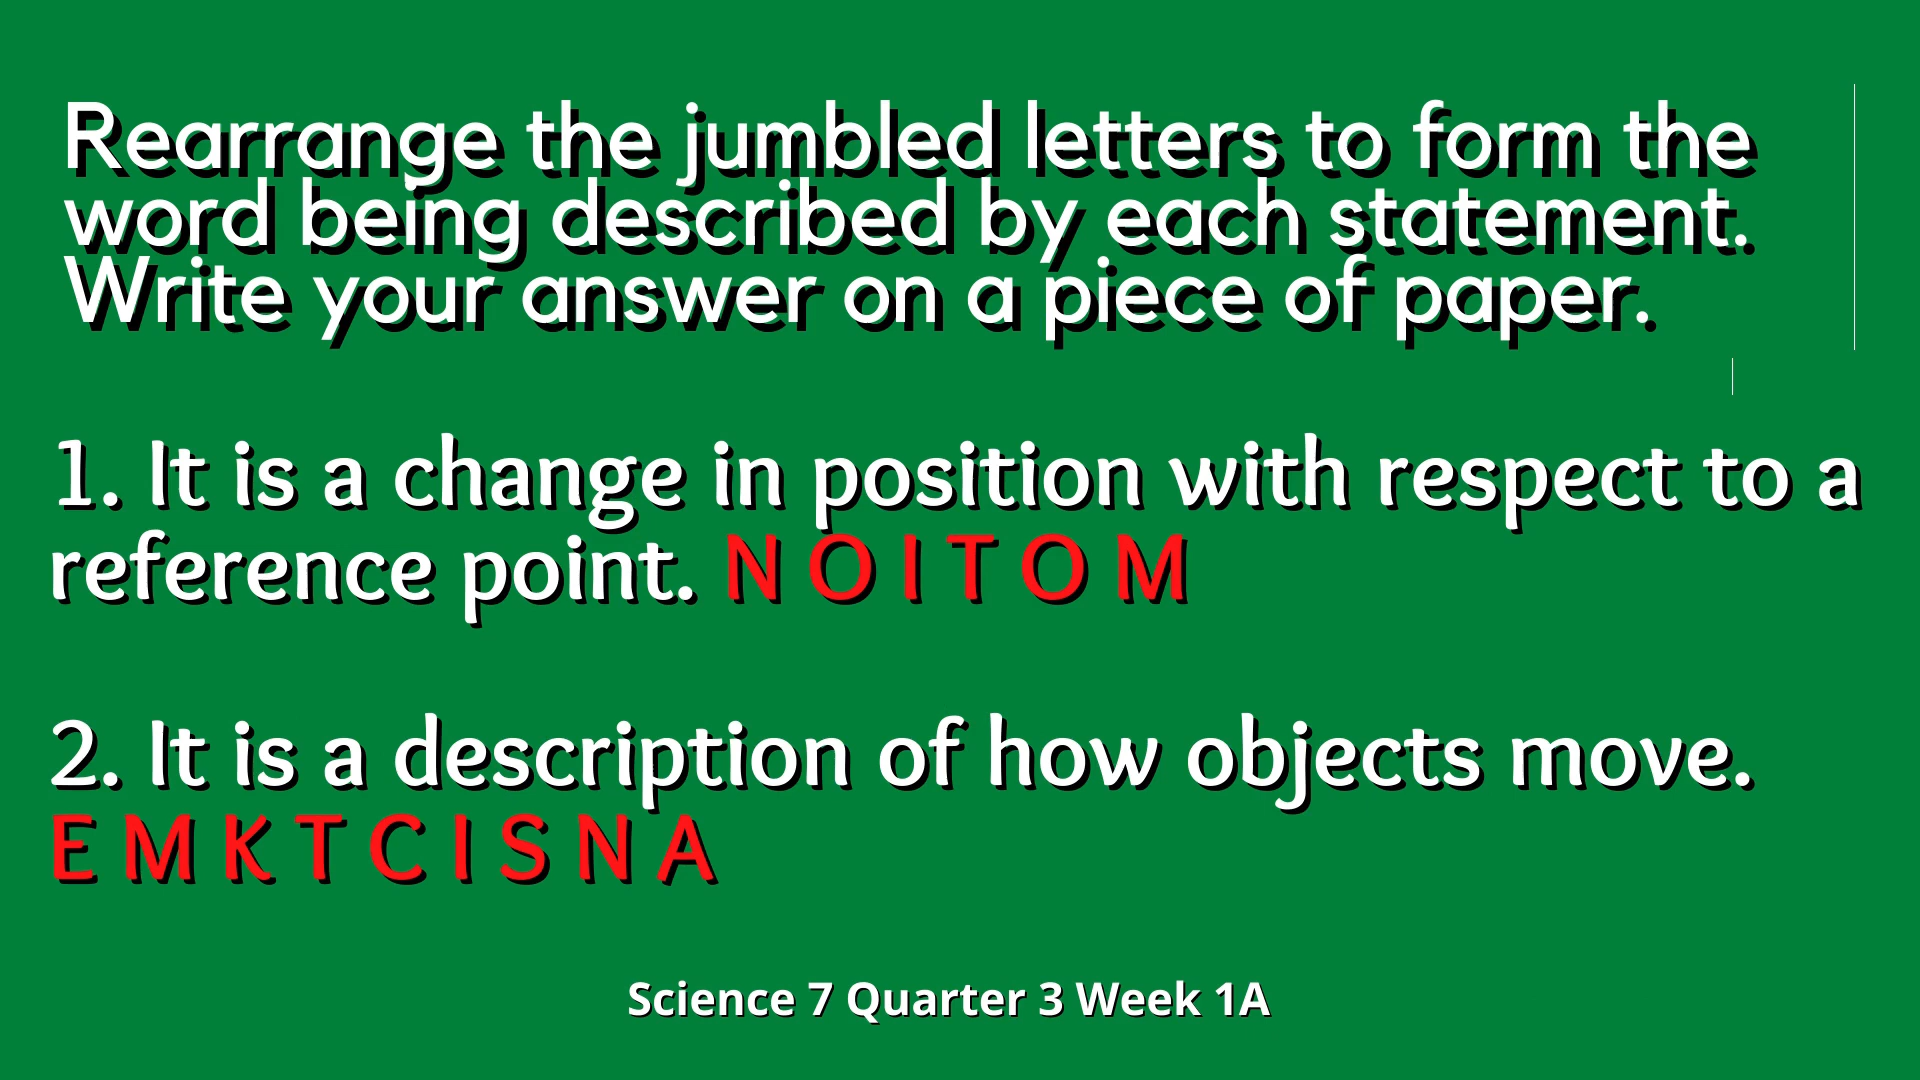 Rearrange the jumbled letters to form the
word being described by each statement.
Write your answer on a piece of paper.
1. It is a change in position with respect to a
reference point. N O I T O M
2. It is a description of how objects move.
E M K T C I S N A
Science 7 Quarter 3 Week 1A